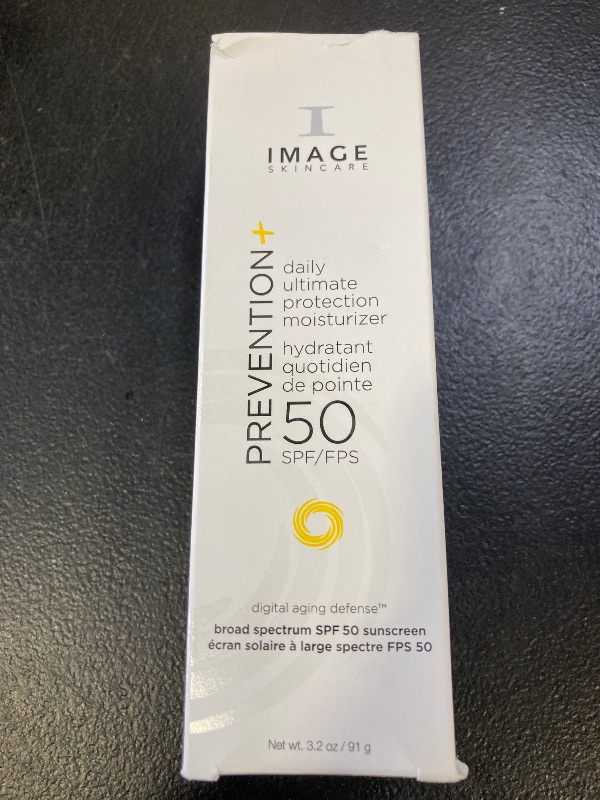 IMAGE
SKINCARE
PREVENTION+
daily
ultimate
protection
moisturizer
hydratant
quotidien
de pointe
50
SPF/FPS
digital aging defense™
broad spectrum SPF 50 sunscreen
écran solaire à large spectre FPS 50
Net wt. 3.2 oz / 91 g